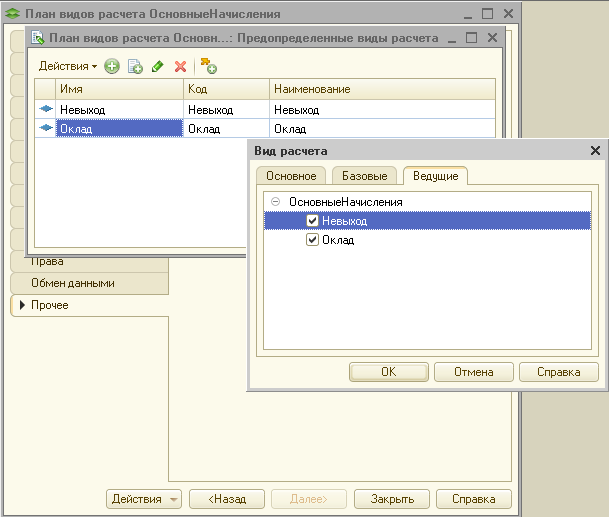 План видов расчета ОсновныеНачисления
План видов расчета Основн...: Предопределенные виды расчета
Действия
Имя Код Наименование
Невыход Невыход Невыход
Оклад Оклад Оклад
Вид расчета
Основное Базовые Ведущие
ОсновныеНачисления
Невыход
Оклад
OK Отмена Справка
Права
Обмен данными
Прочее
Действия <Назад Далее> Закрыть Справка